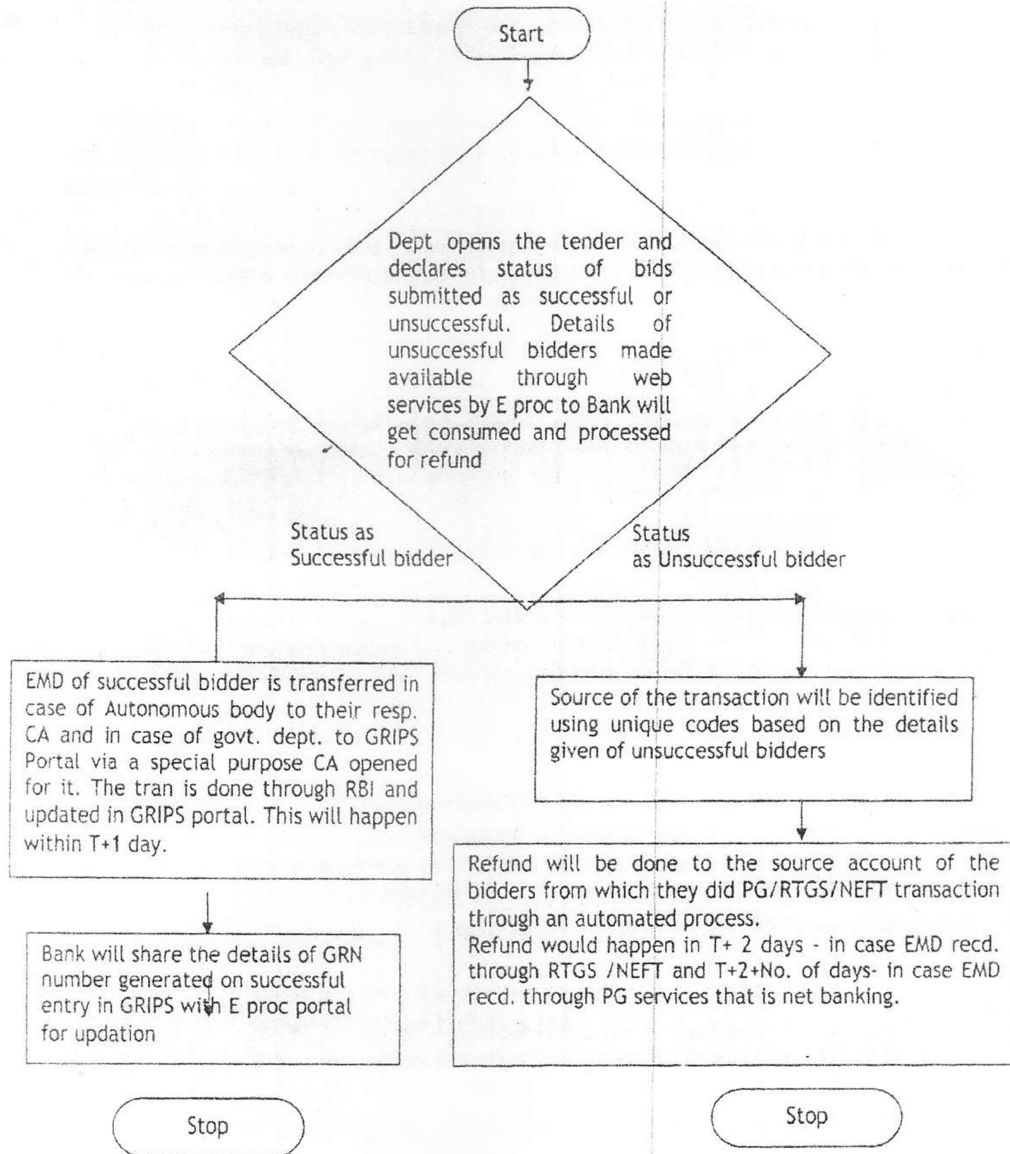 Start
Dept opens the tender and
declares status of bids
submitted as successful or
unsuccessful. Details of
unsuccessful bidders made
available through web
services by E proc to Bank will
get consumed and processed
for refund
Status as
Successful bidder
Status
as Unsuccessful bidder
EMD of successful bidder is transferred in
case of Autonomous body to their resp.
CA and in case of govt. dept. to GRIPS
Portal via a special purpose CA opened
for it. The tran is done through RBI and
updated in GRIPS portal. This will happen
within T+1 day.
Bank will share the details of GRN
number generated on successful
entry in GRIPS with E proc portal
for updation
Stop
Source of the transaction will be identified
using unique codes based on the details
given of unsuccessful bidders
Refund will be done to the source account of the
bidders from which they did PG/RTGS/NEFT transaction
through an automated process.
Refund would happen in T+ 2 days - in case EMD recd.
through RTGS /NEFT and T+2+No. of days- in case EMD
recd. through PG services that is net banking.
Stop